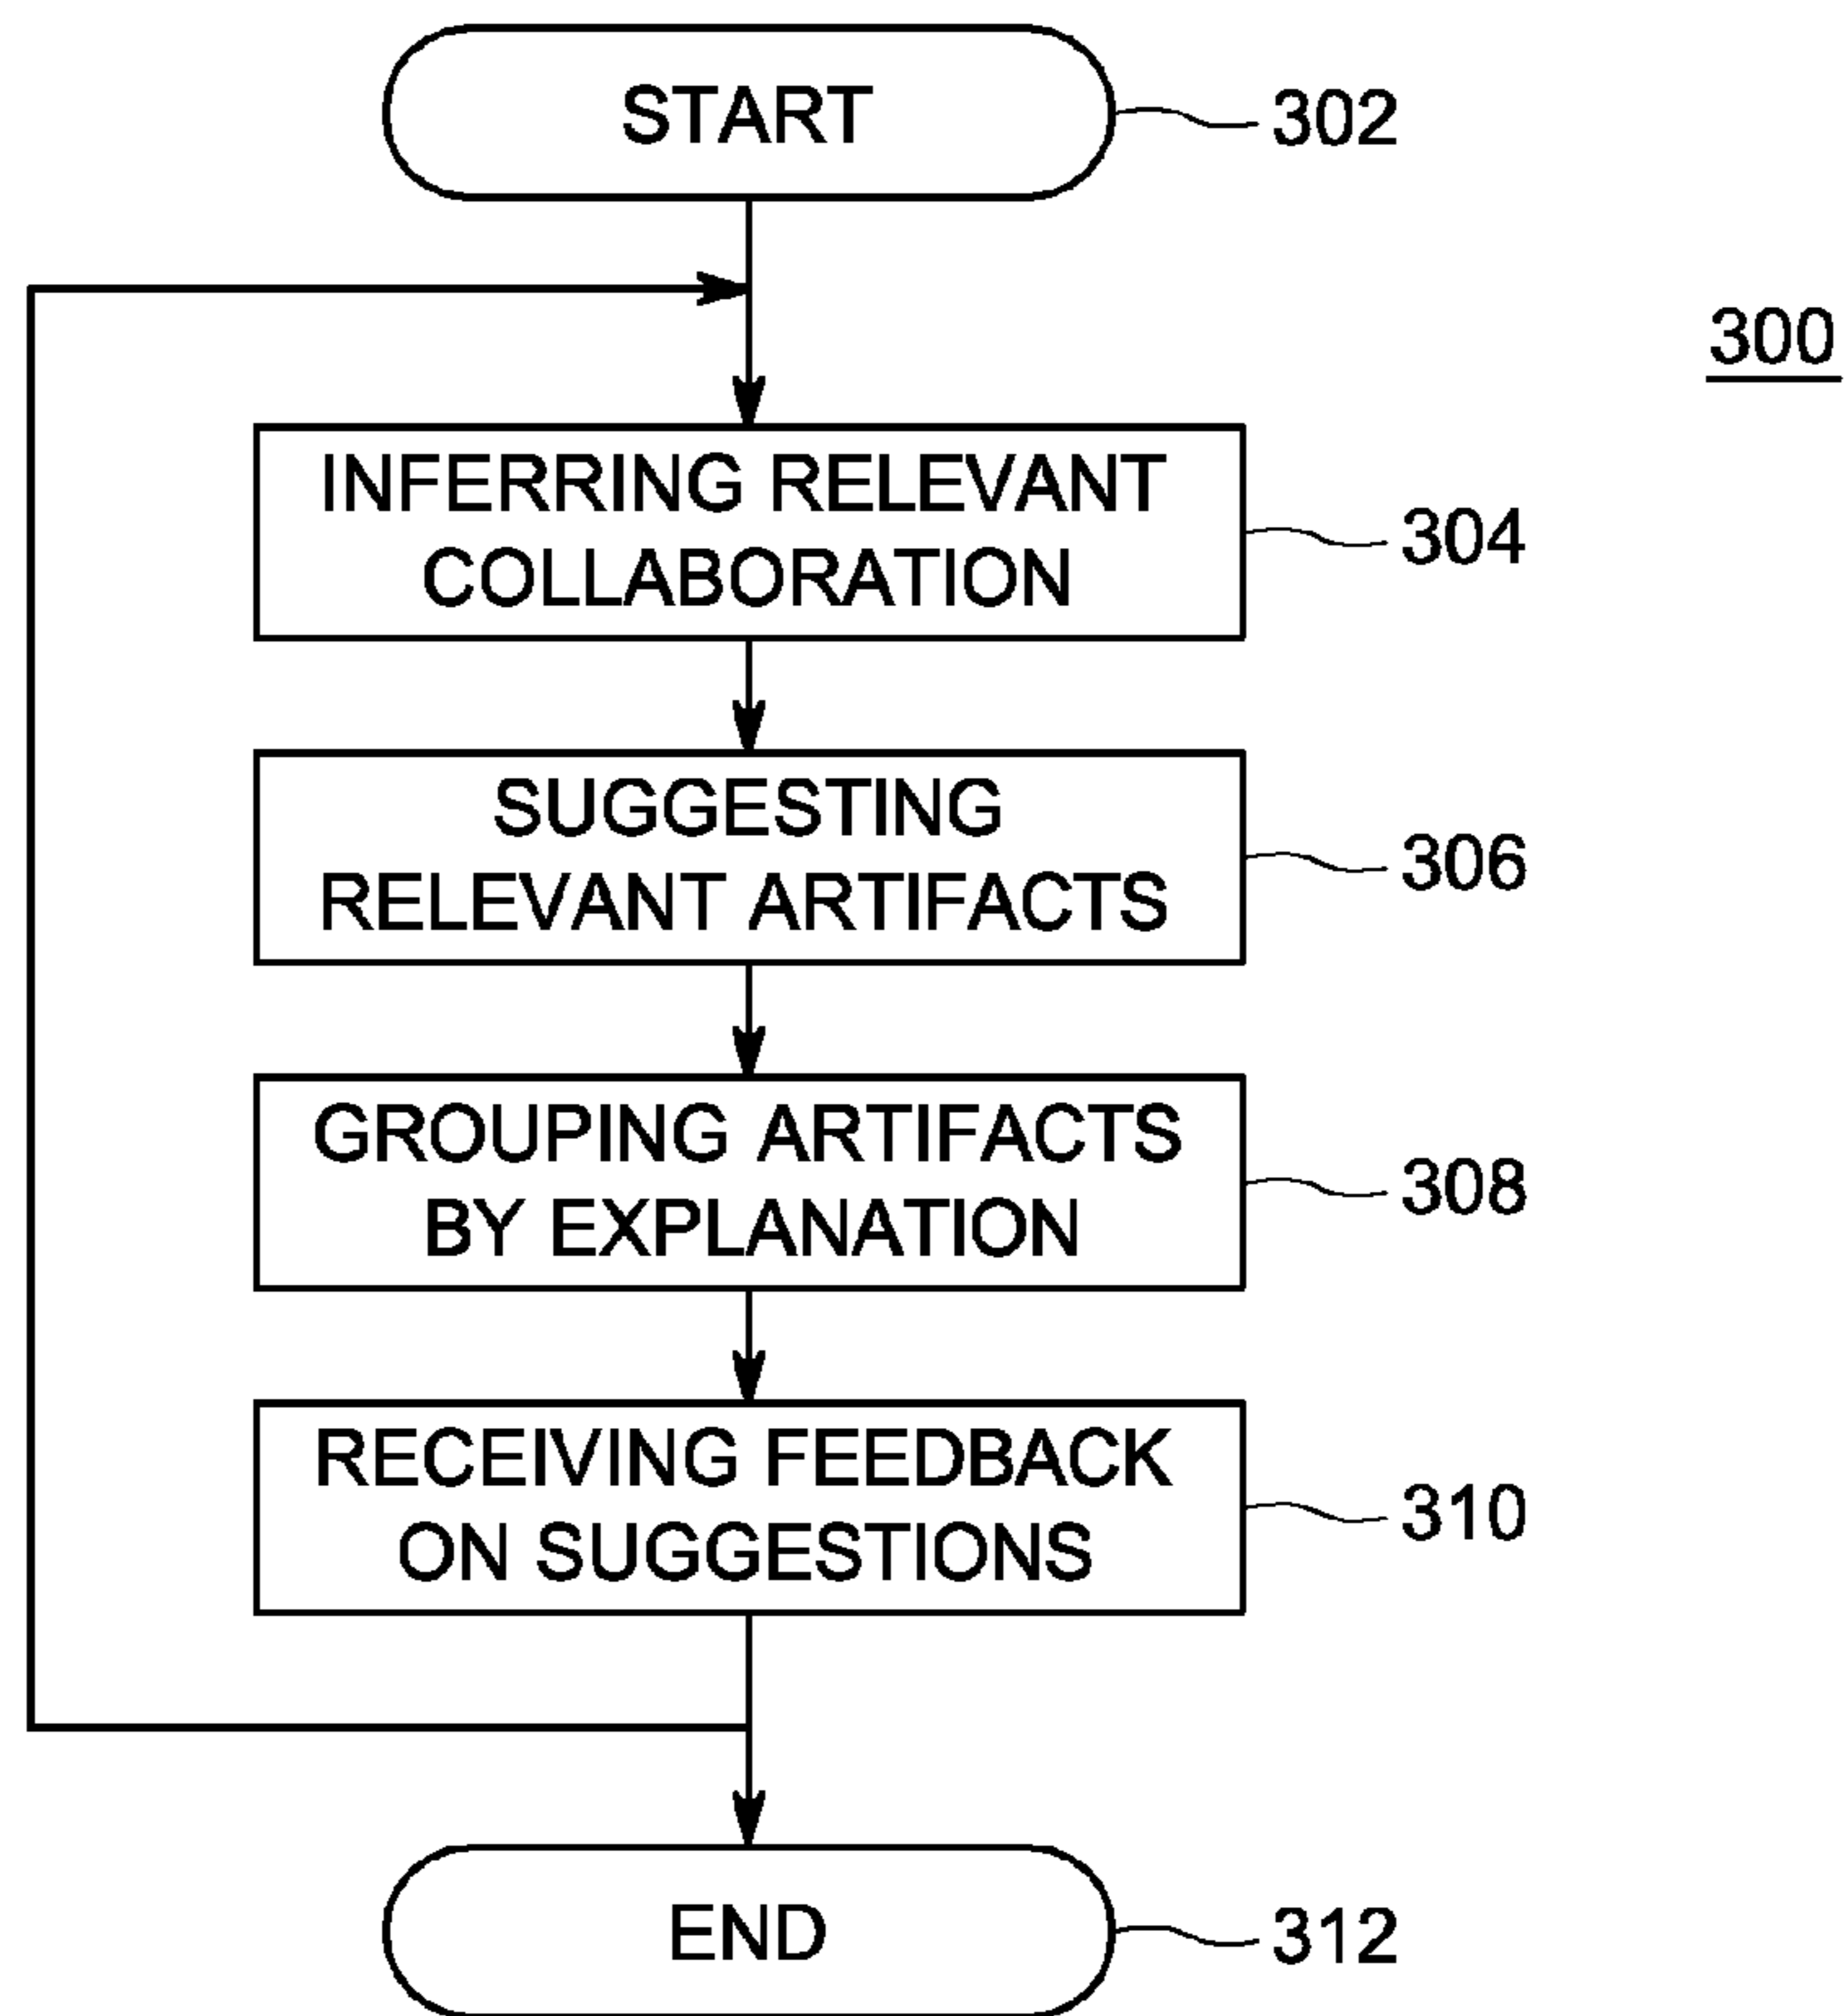 START
302
300
INFERRING RELEVANT
COLLABORATION
304
SUGGESTING
RELEVANT ARTIFACTS
306
GROUPING ARTIFACTS
BY EXPLANATION
308
RECEIVING FEEDBACK
ON SUGGESTIONS
310
END
312